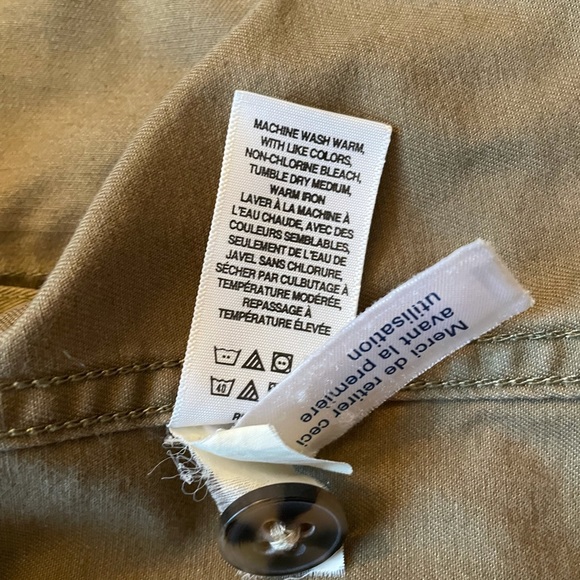 MACHINE WASH WARM,
WITH LIKE COLORS,
NON-CHLORINE BLEACH,
TUMBLE DRY MEDIUM,
WARM IRON
LAVER À LA MACHINE À
L'EAU CHAUDE, AVEC DES
COULEURS SEMBLABLES,
SEULEMENT DE L'EAU DE
JAVEL SANS CHLORURE,
SÉCHER PAR CULBUTAGE À
TEMPÉRATURE MODÉRÉE,
REPASSAGE À
TEMPÉRATURE ÉLEVÉE
40
Merci de retirer ceci
avant la première
utilisation